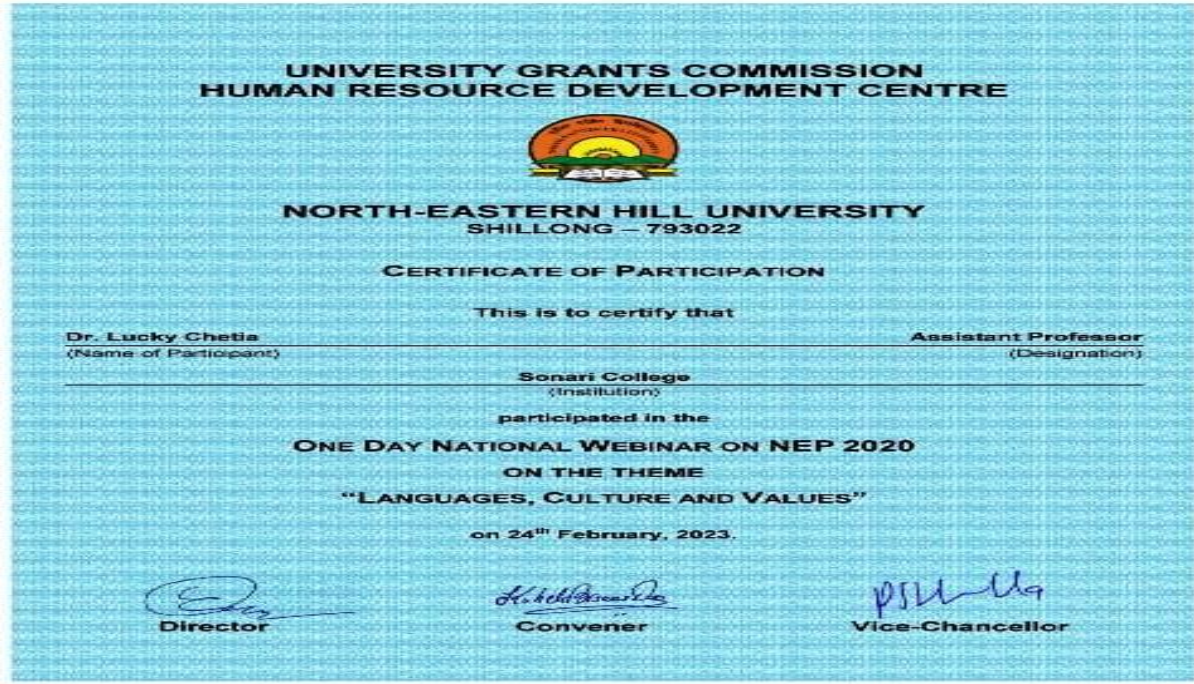 UNIVERSITY GRANTS COMMISSION
HUMAN RESOURCE DEVELOPMENT CENTRE
NORTH-EASTERN HILL UNIVERSITY
SHILLONG – 793022
CERTIFICATE OF PARTICIPATION
This is to certify that
Dr. Lucky Chetia Assistant Professor
(Name of Participant) (Designation)
Sonari College
(Institution)
participated in the
ONE DAY NATIONAL WEBINAR ON NEP 2020
ON THE THEME
“LANGUAGES, CULTURE AND VALUES”
on 24th February, 2023.
Director Convener Vice-Chancellor